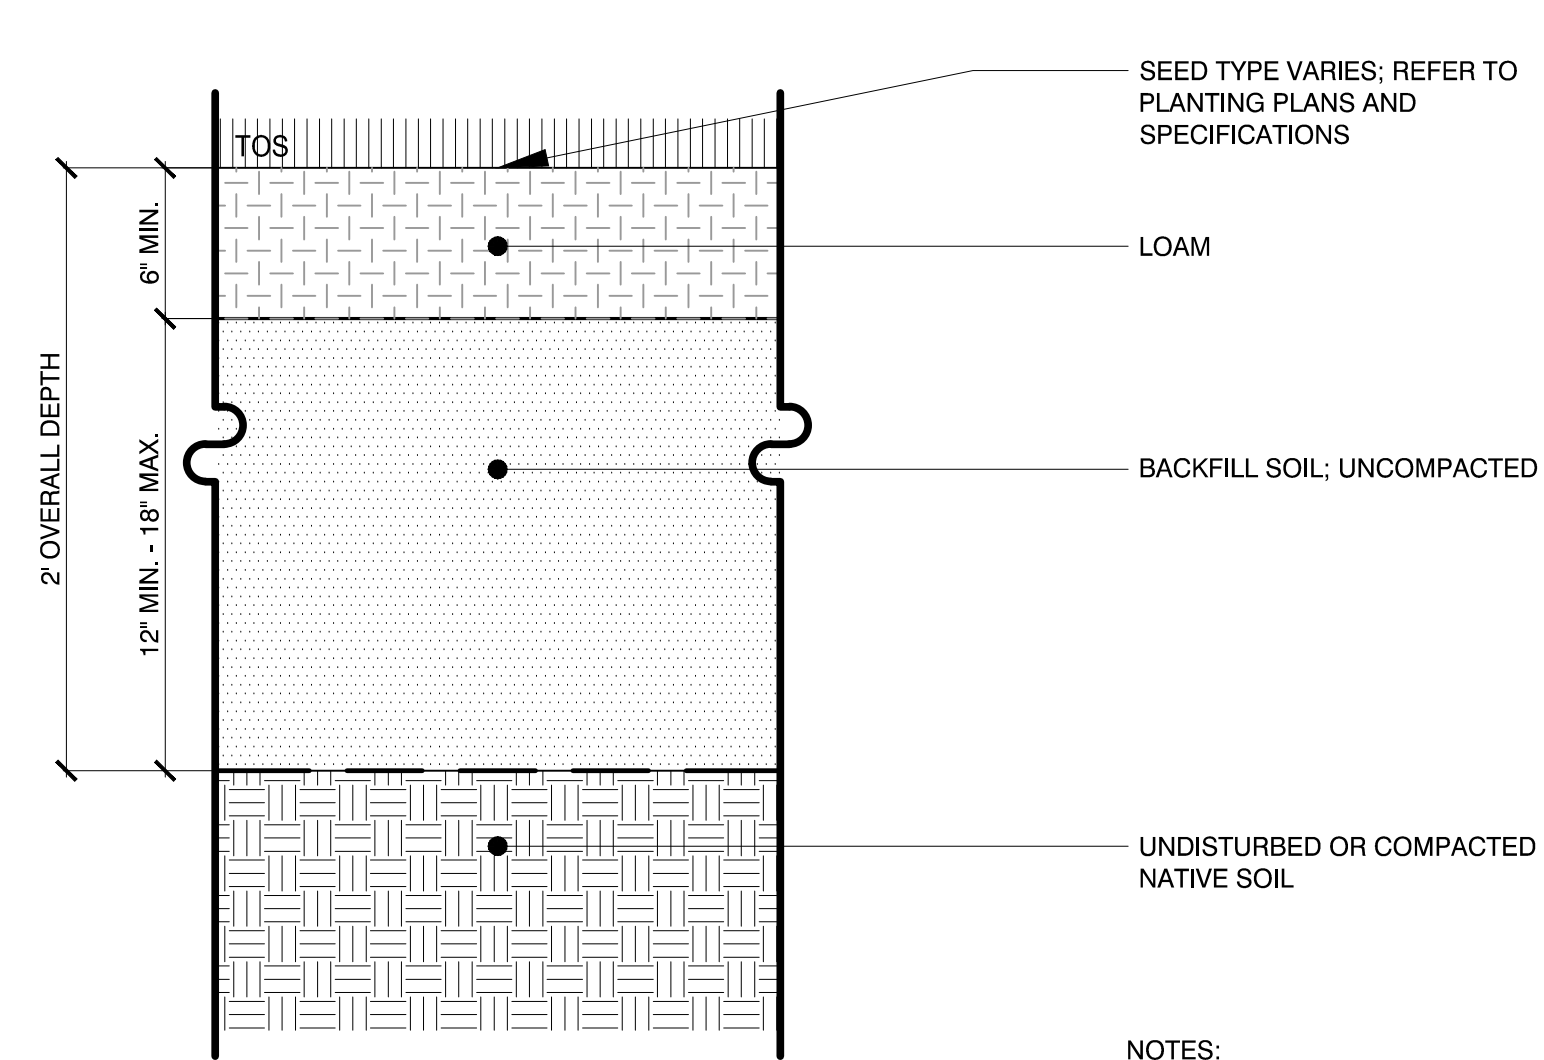 SEED TYPE VARIES; REFER TO
PLANTING PLANS AND
SPECIFICATIONS
TOS
6" MIN.
LOAM
2' OVERALL DEPTH
12" MIN. - 18" MAX.
BACKFILL SOIL; UNCOMPACTED
UNDISTURBED OR COMPACTED
NATIVE SOIL
NOTES: